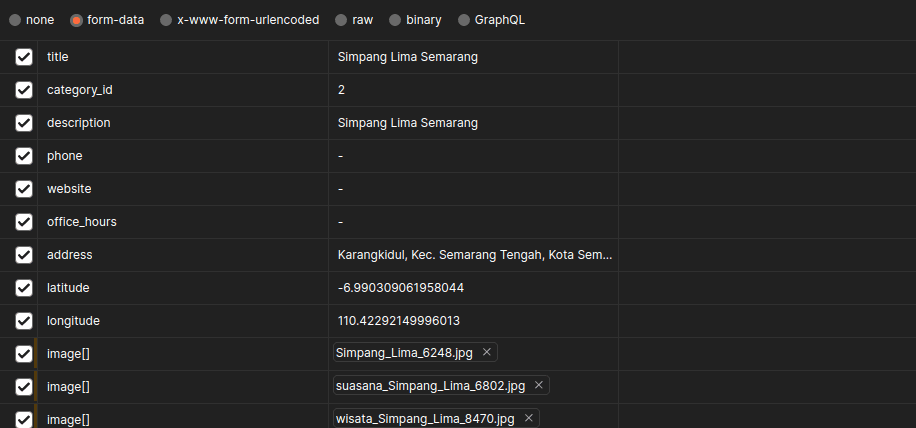 none form-data x-www-form-urlencoded raw binary GraphQL
title Simpang Lima Semarang
category_id 2
description Simpang Lima Semarang
phone -
website -
office_hours -
address Karangkidul, Kec. Semarang Tengah, Kota Sem...
latitude -6.990309061958044
longitude 110.42292149996013
image[] Simpang_Lima_6248.jpg ×
image[] suasana_Simpang_Lima_6802.jpg ×
image[] wisata_Simpang_Lima_8470.jpg ×